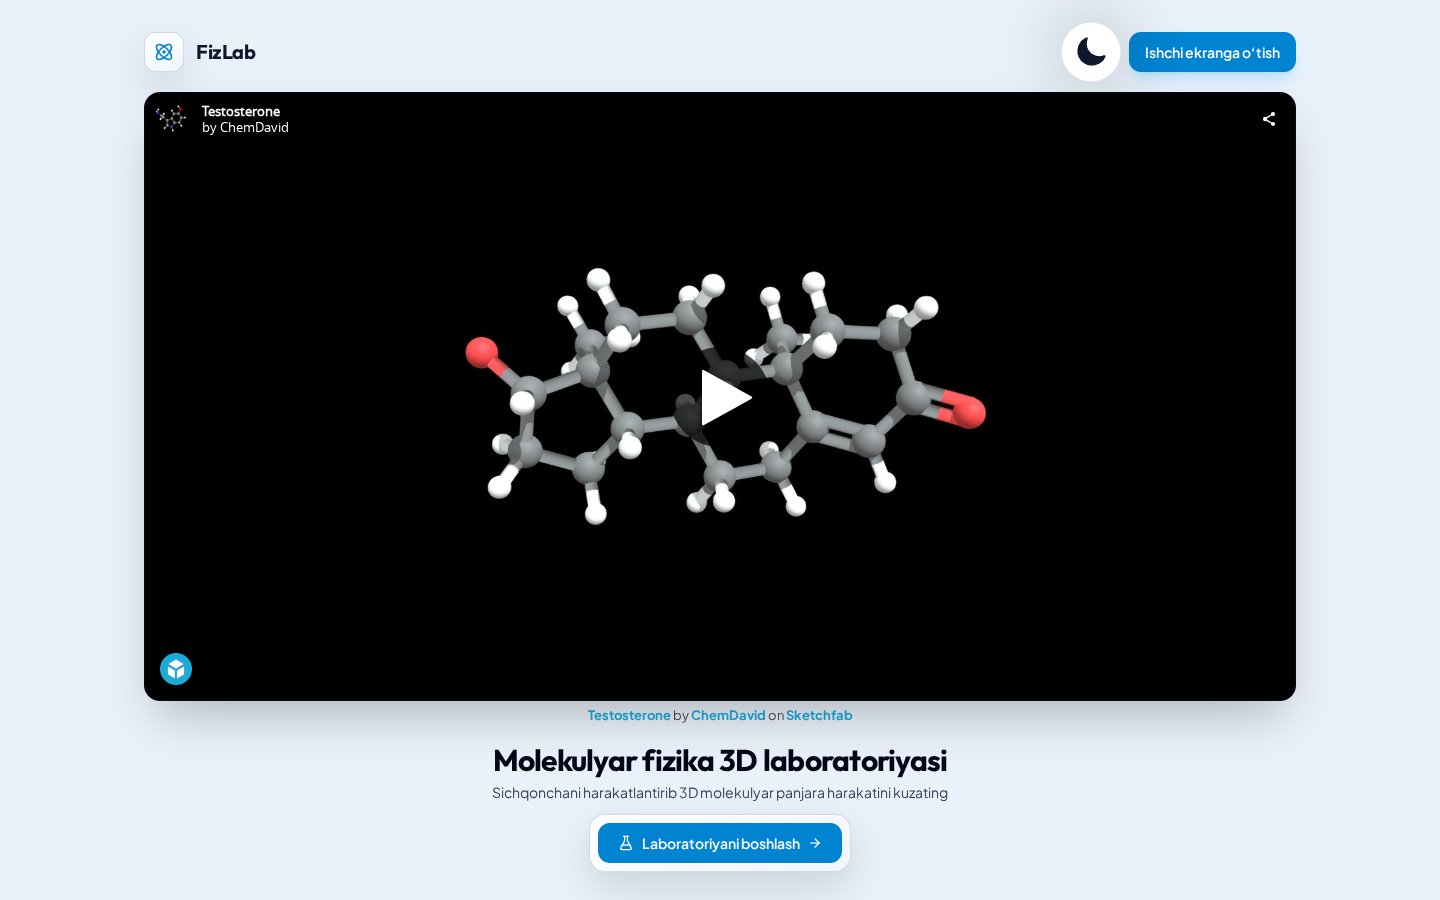 FizLab
Ishchi ekranga oʻtish
Testosterone
by ChemDavid
Testosterone by ChemDavid on Sketchfab
Molekulyar fizika 3D laboratoriyasi
Sichqonchani harakatlantirib 3D molekulyar panjara harakatini kuzating
Laboratoriyani boshlash →